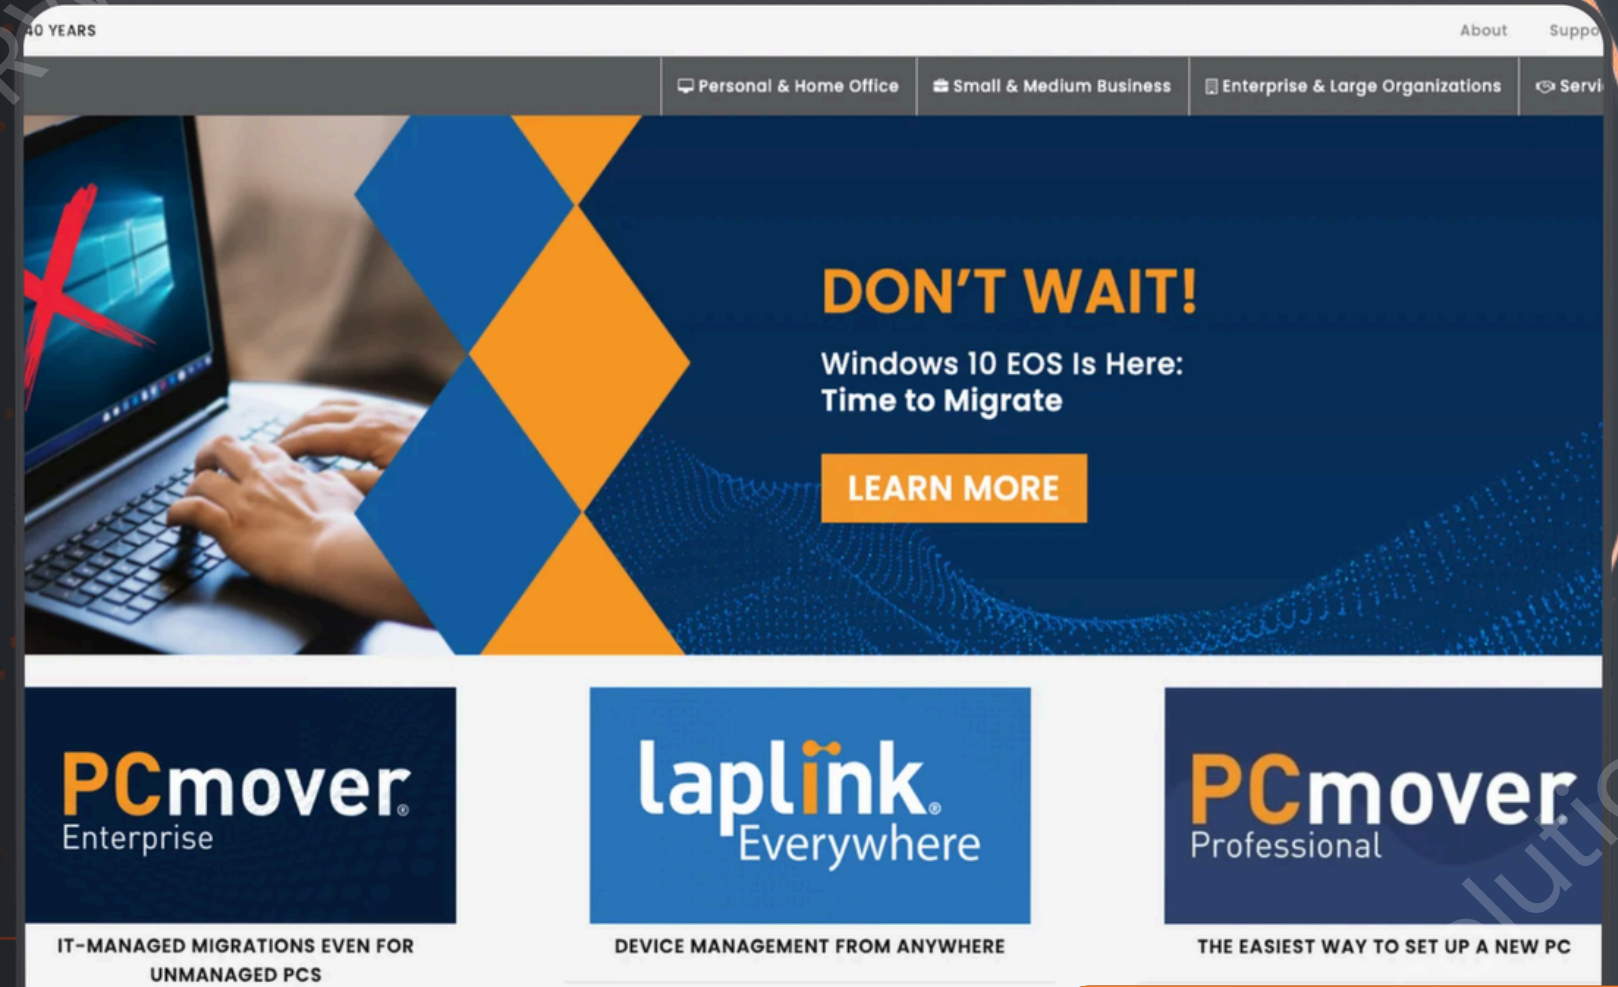 40 YEARS
About Suppo
Personal & Home Office
Small & Medium Business
Enterprise & Large Organizations
Servi
DON'T WAIT!
Windows 10 EOS Is Here:
Time to Migrate
LEARN MORE
PCmover®
Enterprise
laplink®
Everywhere
PCmover
Professional
IT-MANAGED MIGRATIONS EVEN FOR
UNMANAGED PCS
DEVICE MANAGEMENT FROM ANYWHERE
THE EASIEST WAY TO SET UP A NEW PC